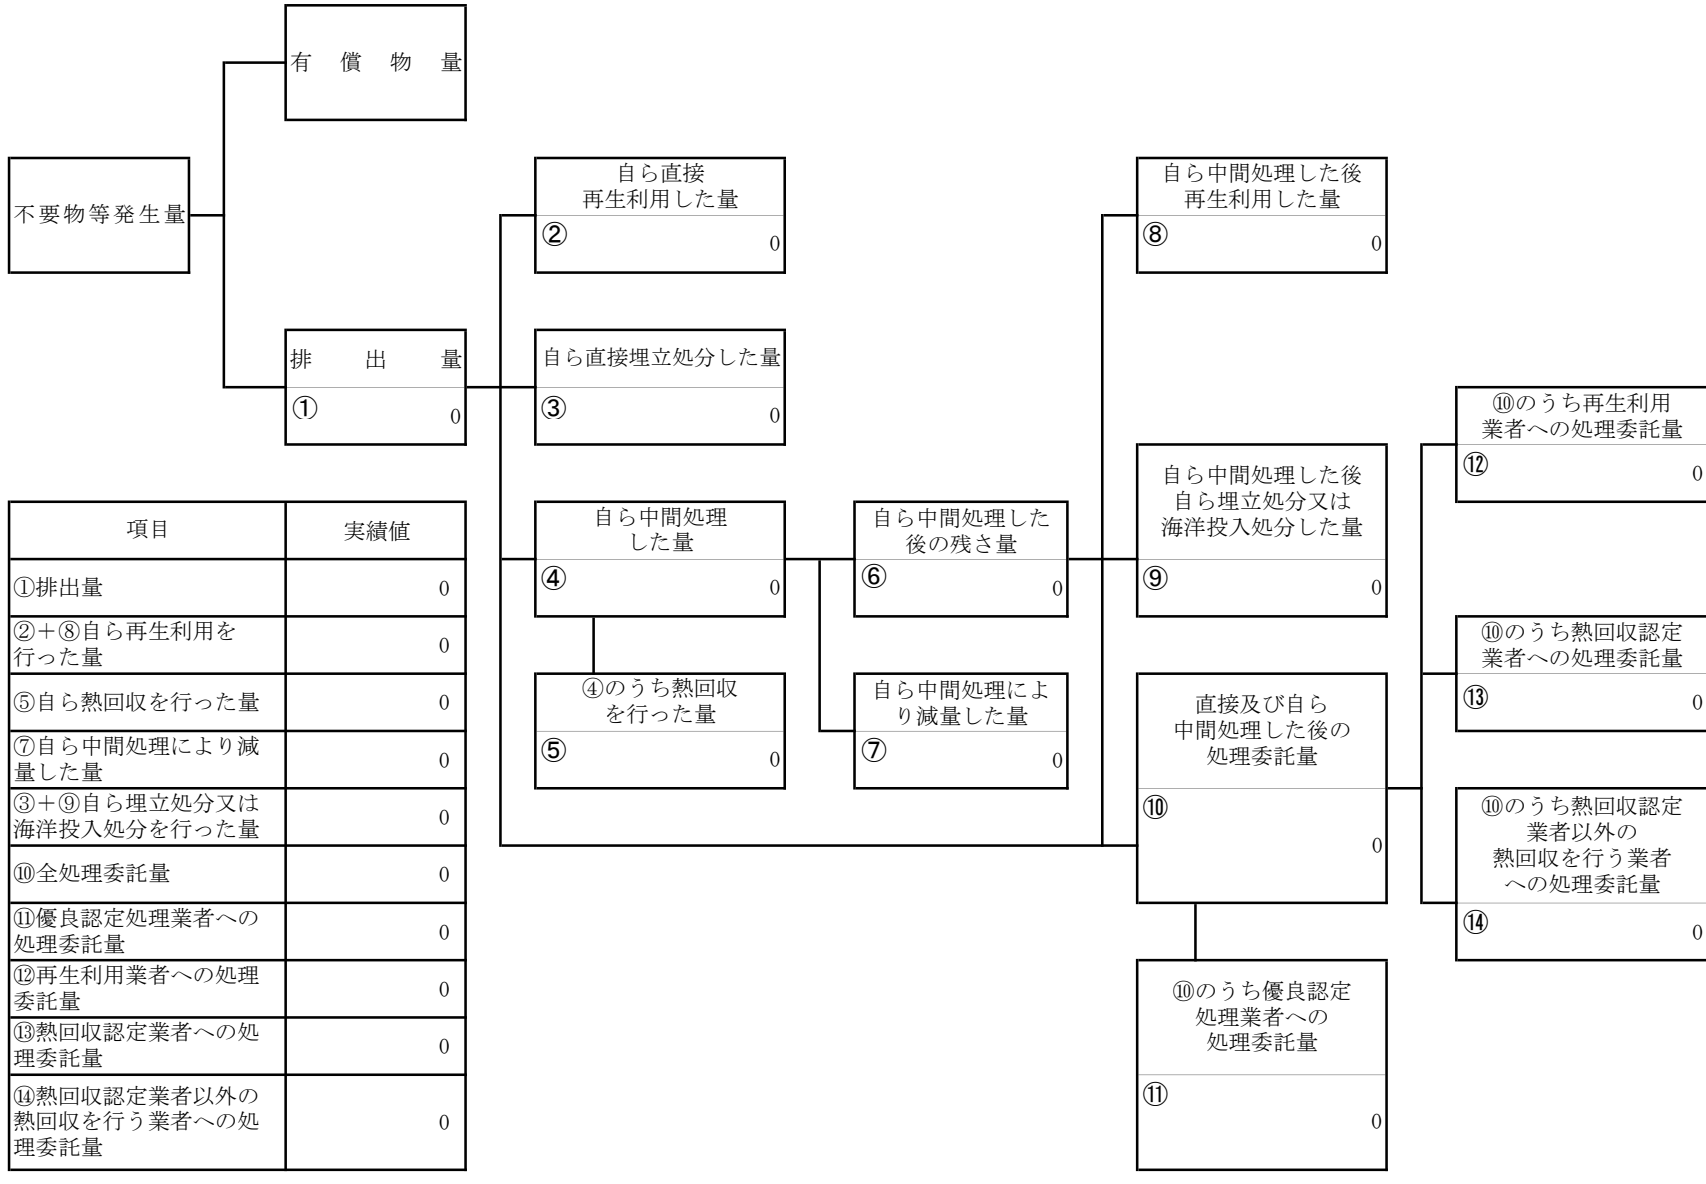 有償物量
不要物等発生量
排出量
①
0
自ら直接
再生利用した量
②
0
自ら直接埋立処分した量
③
0
自ら中間処理
した量
④
0
④のうち熱回収
を行った量
⑤
0
自ら中間処理した
後の残さ量
⑥
0
自ら中間処理によ
り減量した量
⑦
0
自ら中間処理した後
再生利用した量
⑧
0
自ら中間処理した後
自ら埋立処分又は
海洋投入処分した量
⑨
0
直接及び自ら
中間処理した後の
処理委託量
⑩
0
⑩のうち優良認定
処理業者への
処理委託量
⑪
0
⑩のうち再生利用
業者への処理委託量
⑫
0
⑩のうち熱回収認定
業者への処理委託量
⑬
0
⑩のうち熱回収認定
業者以外の
熱回収を行う業者
への処理委託量
⑭
0
項目 実績値
①排出量 0
②+⑧自ら再生利用を
行った量 0
⑤自ら熱回収を行った量 0
⑦自ら中間処理により減
量した量 0
③+⑨自ら埋立処分又は
海洋投入処分を行った量 0
⑩全処理委託量 0
⑪優良認定処理業者への
処理委託量 0
⑫再生利用業者への処理
委託量 0
⑬熱回収認定業者への処
理委託量 0
⑭熱回収認定業者以外の
熱回収を行う業者への処
理委託量 0